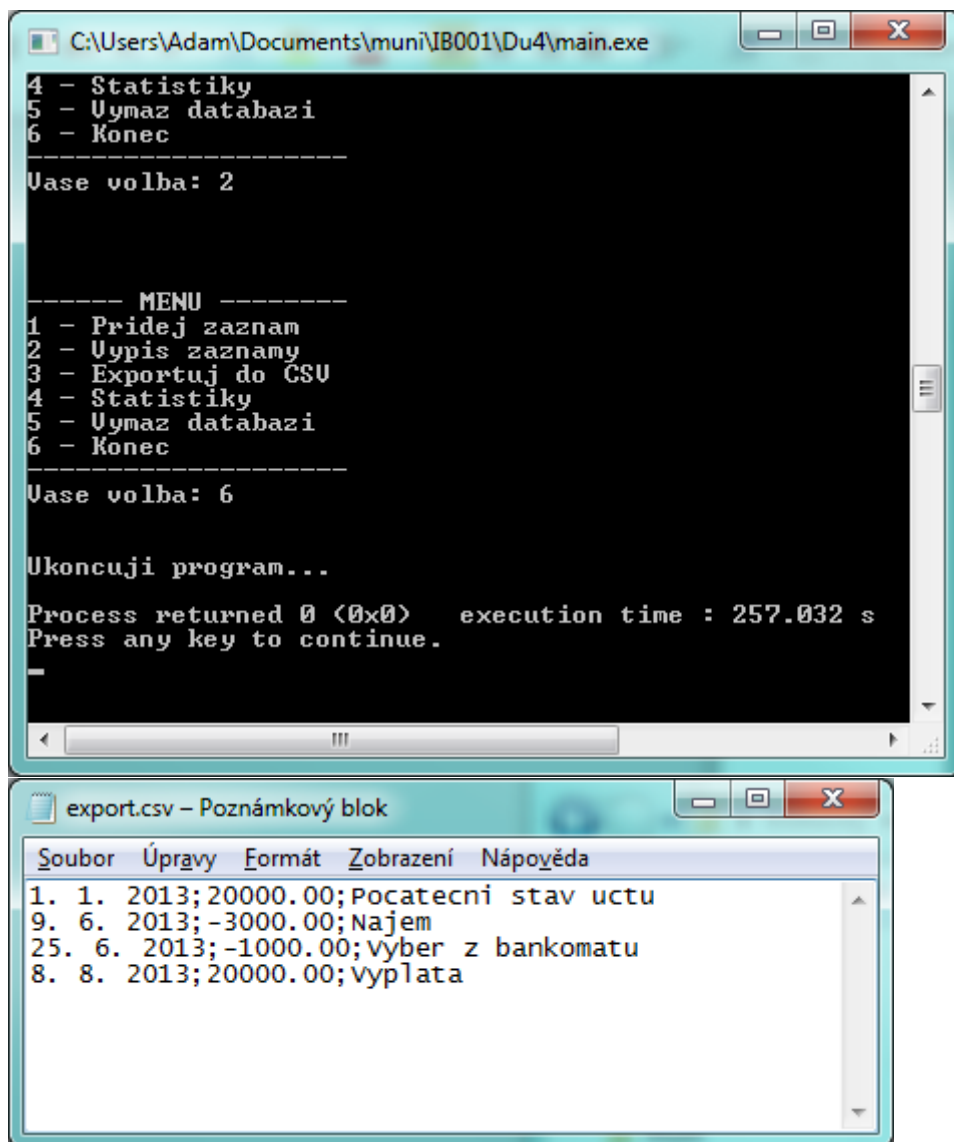 C:\Users\Adam\Documents\muni\IB001\Du4\main.exe
4 - Statistiky
5 - Vymaz databazi
6 - Konec
--------------------
Vase volba: 2
------ MENU --------
1 - Pridej zaznam
2 - Vypis zaznamy
3 - Exportuj do CSV
4 - Statistiky
5 - Vymaz databazi
6 - Konec
--------------------
Vase volba: 6
Ukoncuji program...
Process returned 0 (0x0)   execution time : 257.032 s
Press any key to continue.
export.csv – Poznámkový blok
Soubor Úpravy Formát Zobrazení Nápověda
1. 1. 2013;20000.00;Pocatecni stav uctu
9. 6. 2013;-3000.00;Najem
25. 6. 2013;-1000.00;Vyber z bankomatu
8. 8. 2013;20000.00;Vyplata